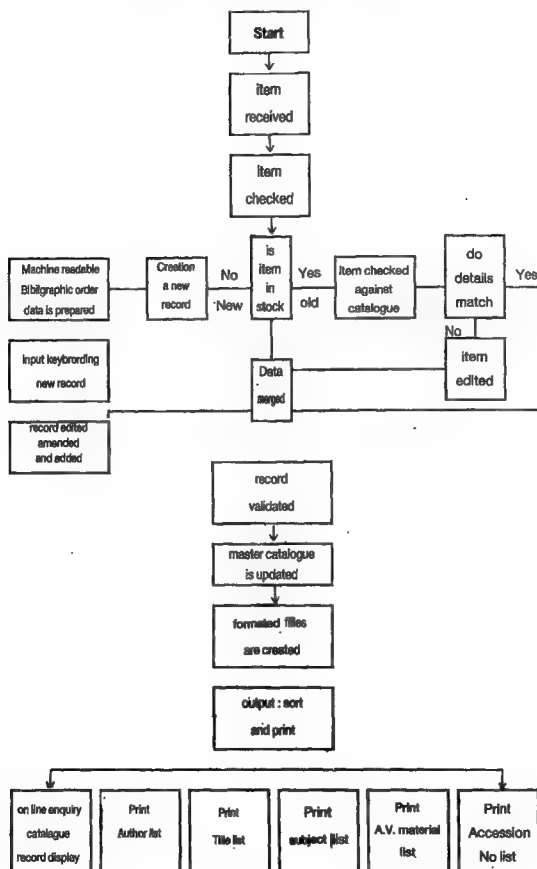 Start
item
received
item
checked
Machine readable
Bibilgraphic order
data is prepared
Creation
a new
record
No
New
is
item
in
stock
Yes
old
Item checked
against
catalogue
do
details
match
Yes
No
item
edited
input keybrording
new record
Data
merged
record edited
amended
and added
record
validated
master catalogue
is updated
formated filles
are created
output : sort
and print
on line enquiry
catalague
record display
Print
Author list
Print
Title list
Print
subject list
Print
A.V. material
list
Print
Accession
No list